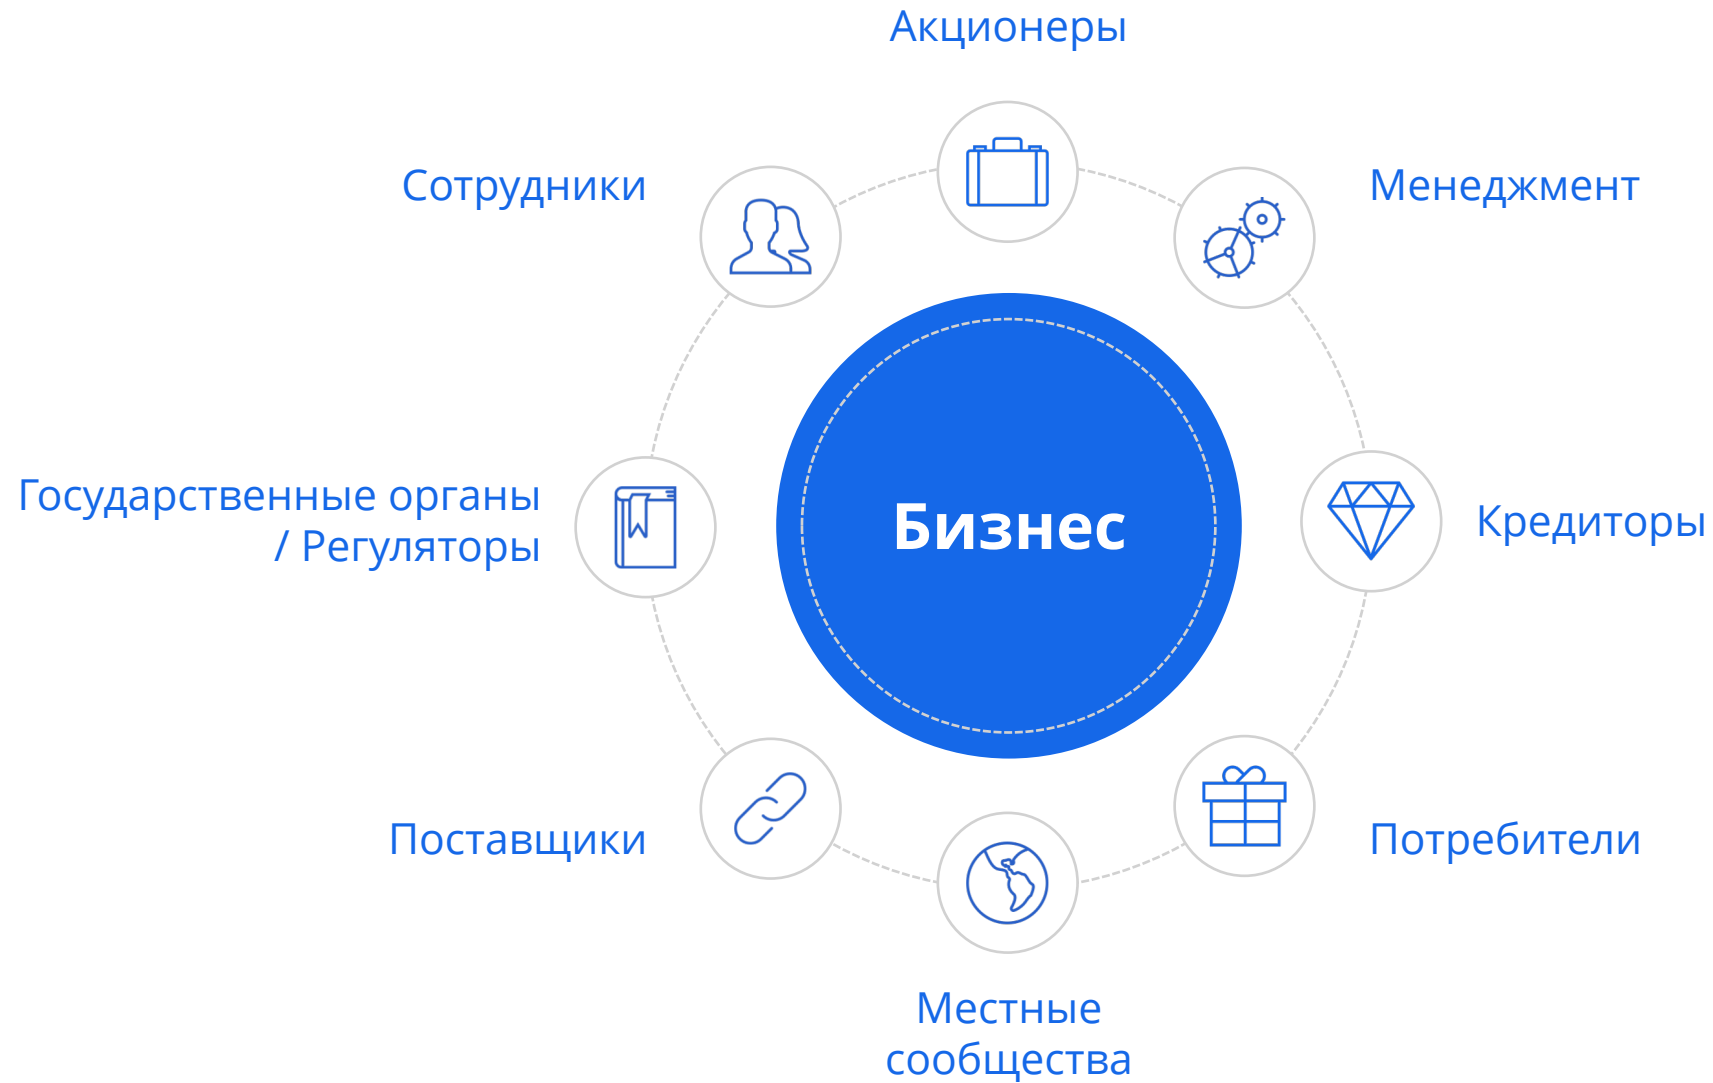 Акционеры
Сотрудники
Менеджмент
Государственные органы
/ Регуляторы
Бизнес
Кредиторы
Поставщики
Потребители
Местные
сообщества